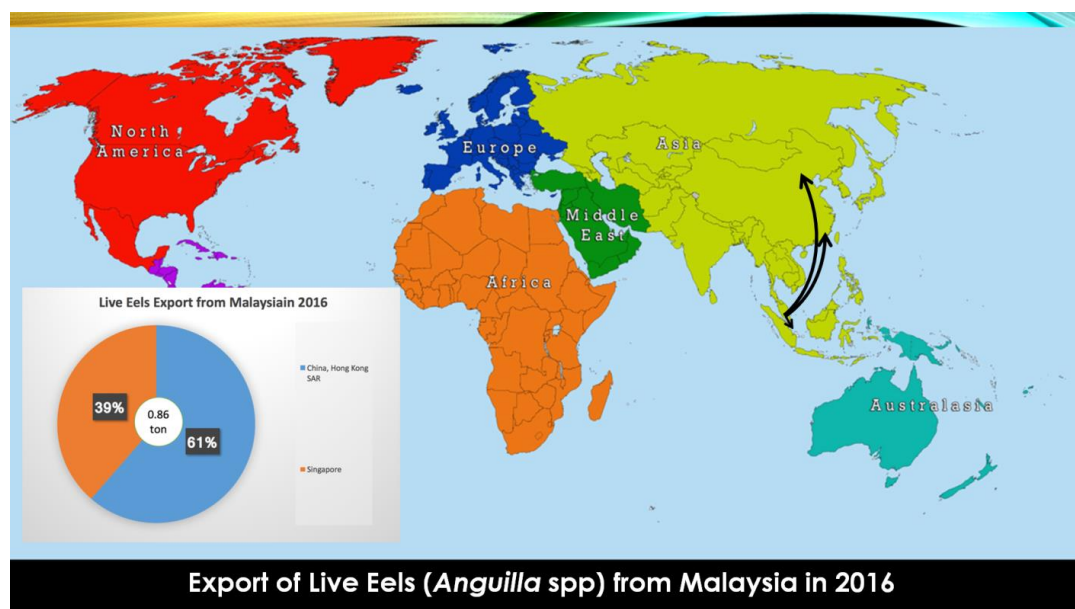 North
America
Europe
Asia
Middle
East
Africa
Australasia
Live Eels Export from Malaysiain 2016
39%
0.86
ton
61%
China, Hong Kong
SAR
Singapore
Export of Live Eels (Anguilla spp) from Malaysia in 2016